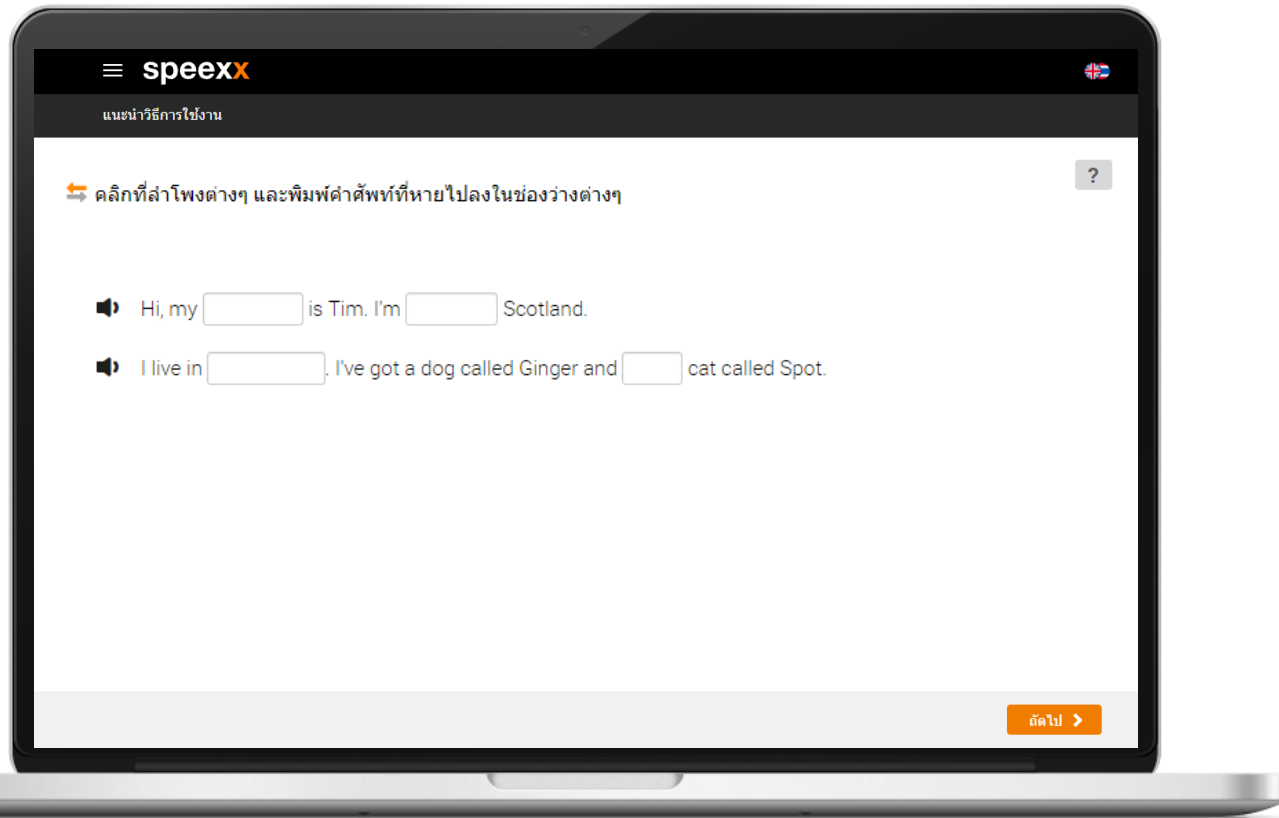 speexx
แนะนำวิธีการใช้งาน
?
คลิกที่ลำโพงต่างๆ และพิมพ์คำศัพท์ที่หายไปลงในช่องว่างต่างๆ
Hi, my is Tim. I'm Scotland.
I live in . I've got a dog called Ginger and cat called Spot.
ถัดไป